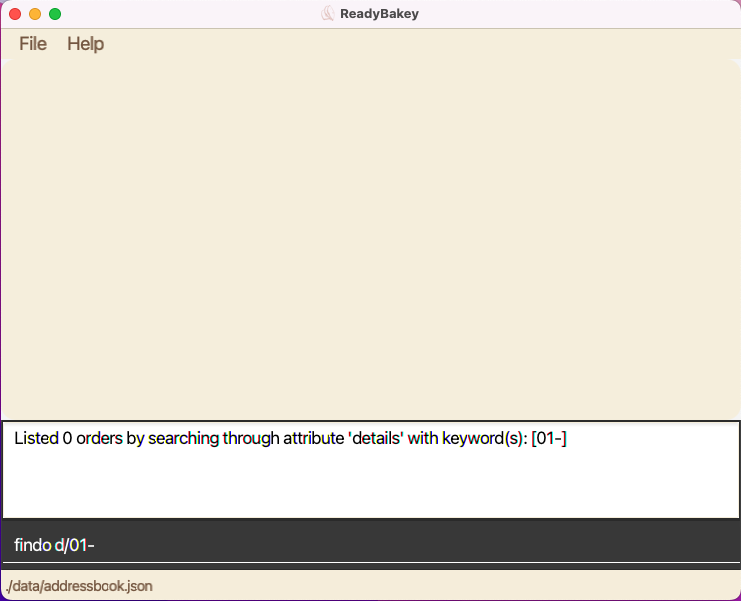 ReadyBakey
File Help
Listed 0 orders by searching through attribute 'details' with keyword(s): [01-]
findo d/01-
./data/addressbook.json